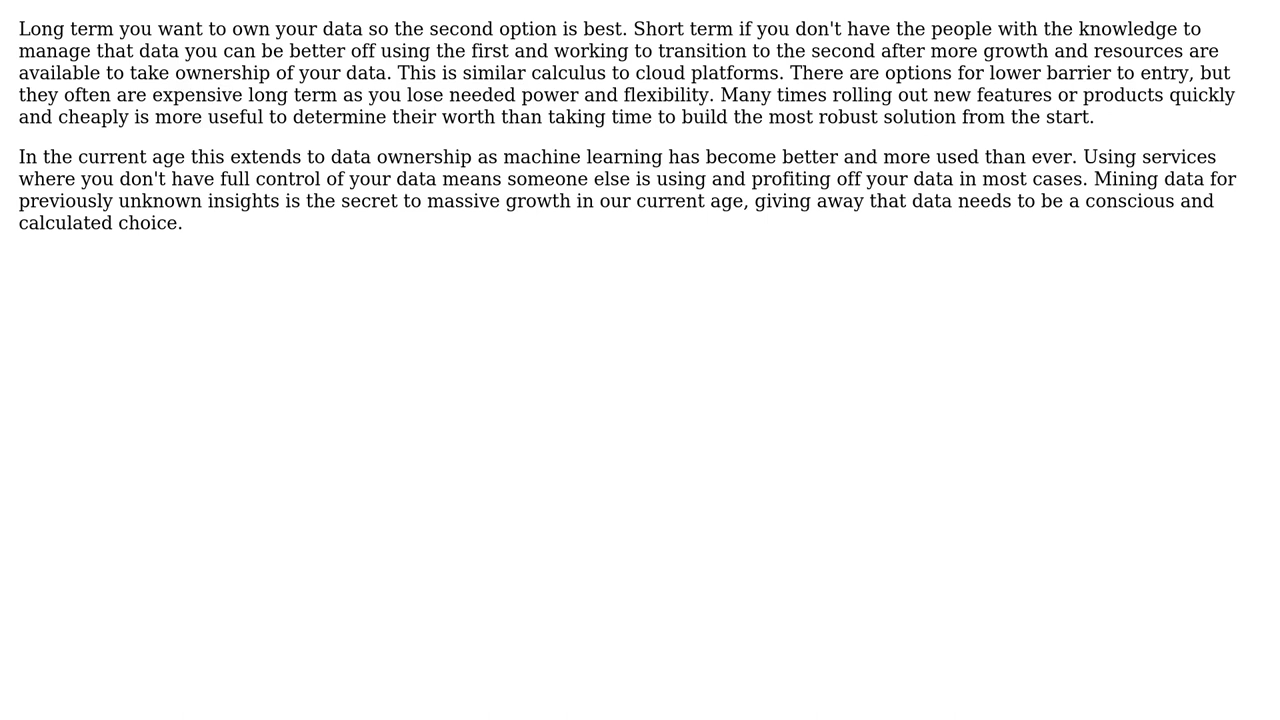 Long term you want to own your data so the second option is best. Short term if you don't have the people with the knowledge to
manage that data you can be better off using the first and working to transition to the second after more growth and resources are
available to take ownership of your data. This is similar calculus to cloud platforms. There are options for lower barrier to entry, but
they often are expensive long term as you lose needed power and flexibility. Many times rolling out new features or products quickly
and cheaply is more useful to determine their worth than taking time to build the most robust solution from the start.
In the current age this extends to data ownership as machine learning has become better and more used than ever. Using services
where you don't have full control of your data means someone else is using and profiting off your data in most cases. Mining data for
previously unknown insights is the secret to massive growth in our current age, giving away that data needs to be a conscious and
calculated choice.